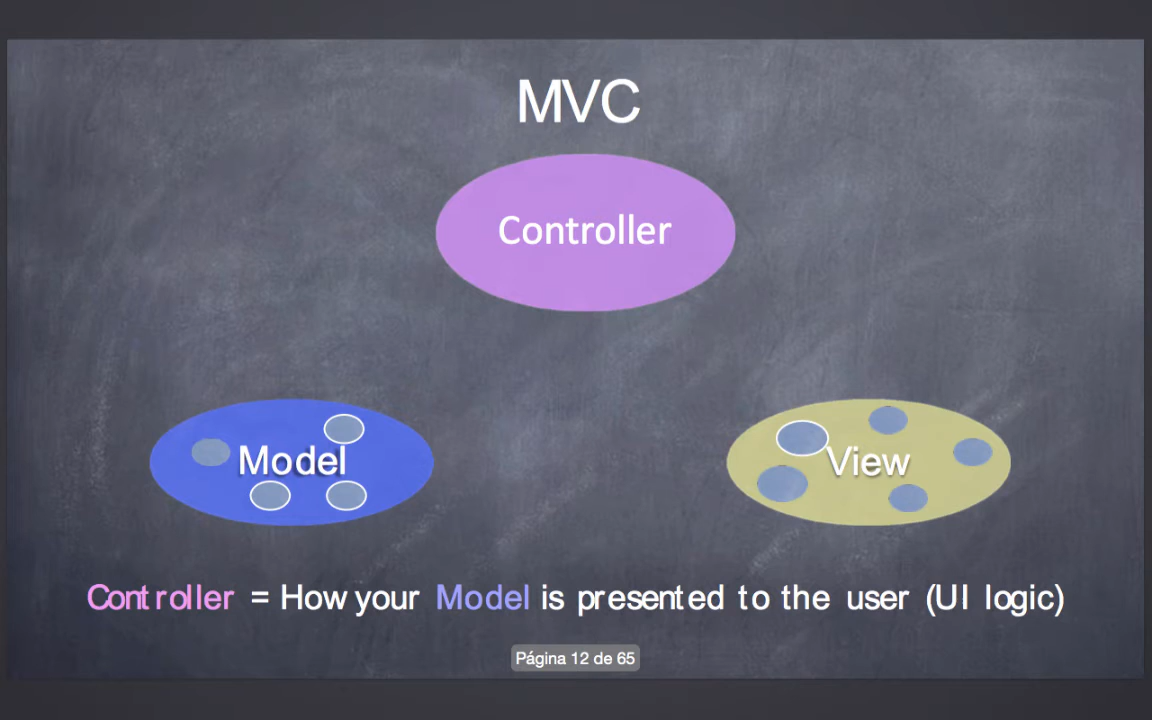 MVC
Controller
Model
View
Controller = How your Model is presented to the user (UI logic)
Página 12 de 65